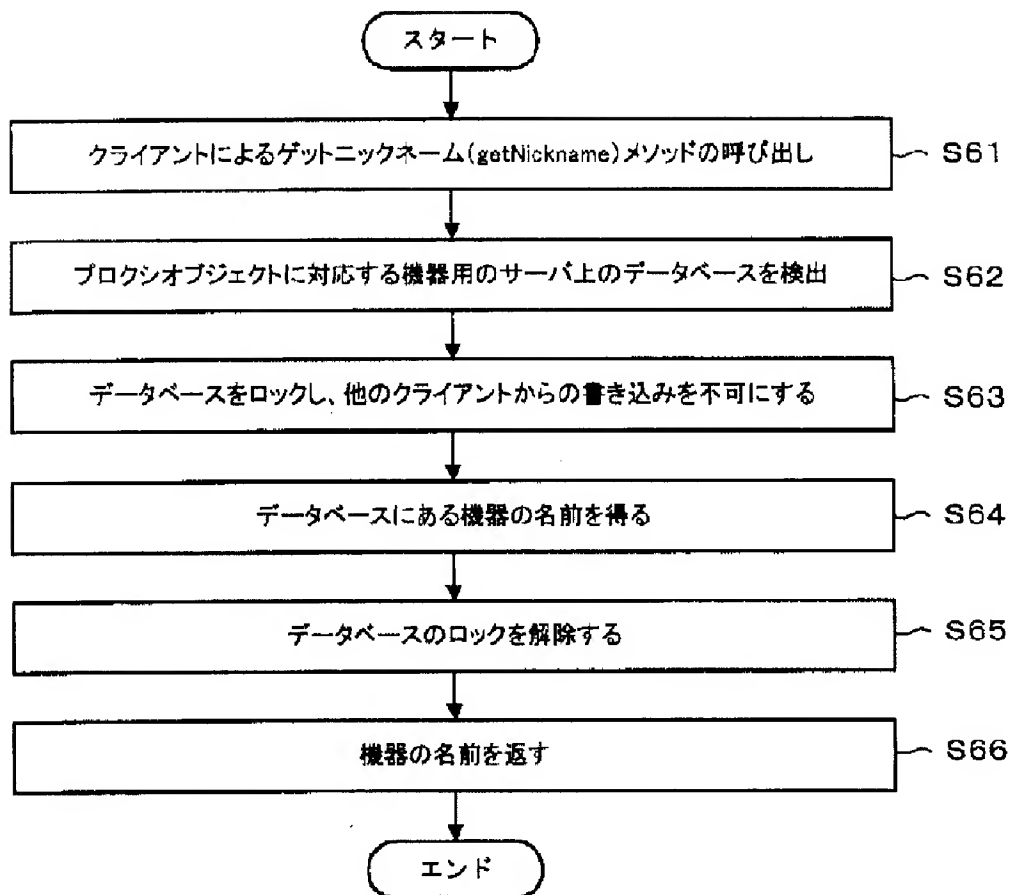 スタート
クライアントによるゲットニックネーム(getNickname)メソッドの呼び出し
S61
プロクシオブジェクトに対応する機器用のサーバ上のデータベースを検出
S62
データベースをロックし、他のクライアントからの書き込みを不可にする
S63
データベースにある機器の名前を得る
S64
データベースのロックを解除する
S65
機器の名前を返す
S66
エンド